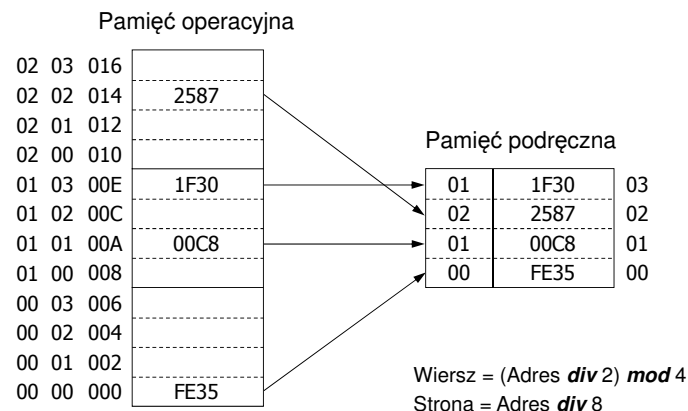 Pamięć operacyjna
02 03 016
02 02 014 2587
02 01 012
02 00 010
01 03 00E 1F30
01 02 00C
01 01 00A 00C8
01 00 008
00 03 006
00 02 004
00 01 002
00 00 000 FE35
Pamięć podręczna
01 1F30 03
02 2587 02
01 00C8 01
00 FE35 00
Wiersz = (Adres div 2) mod 4
Strona = Adres div 8